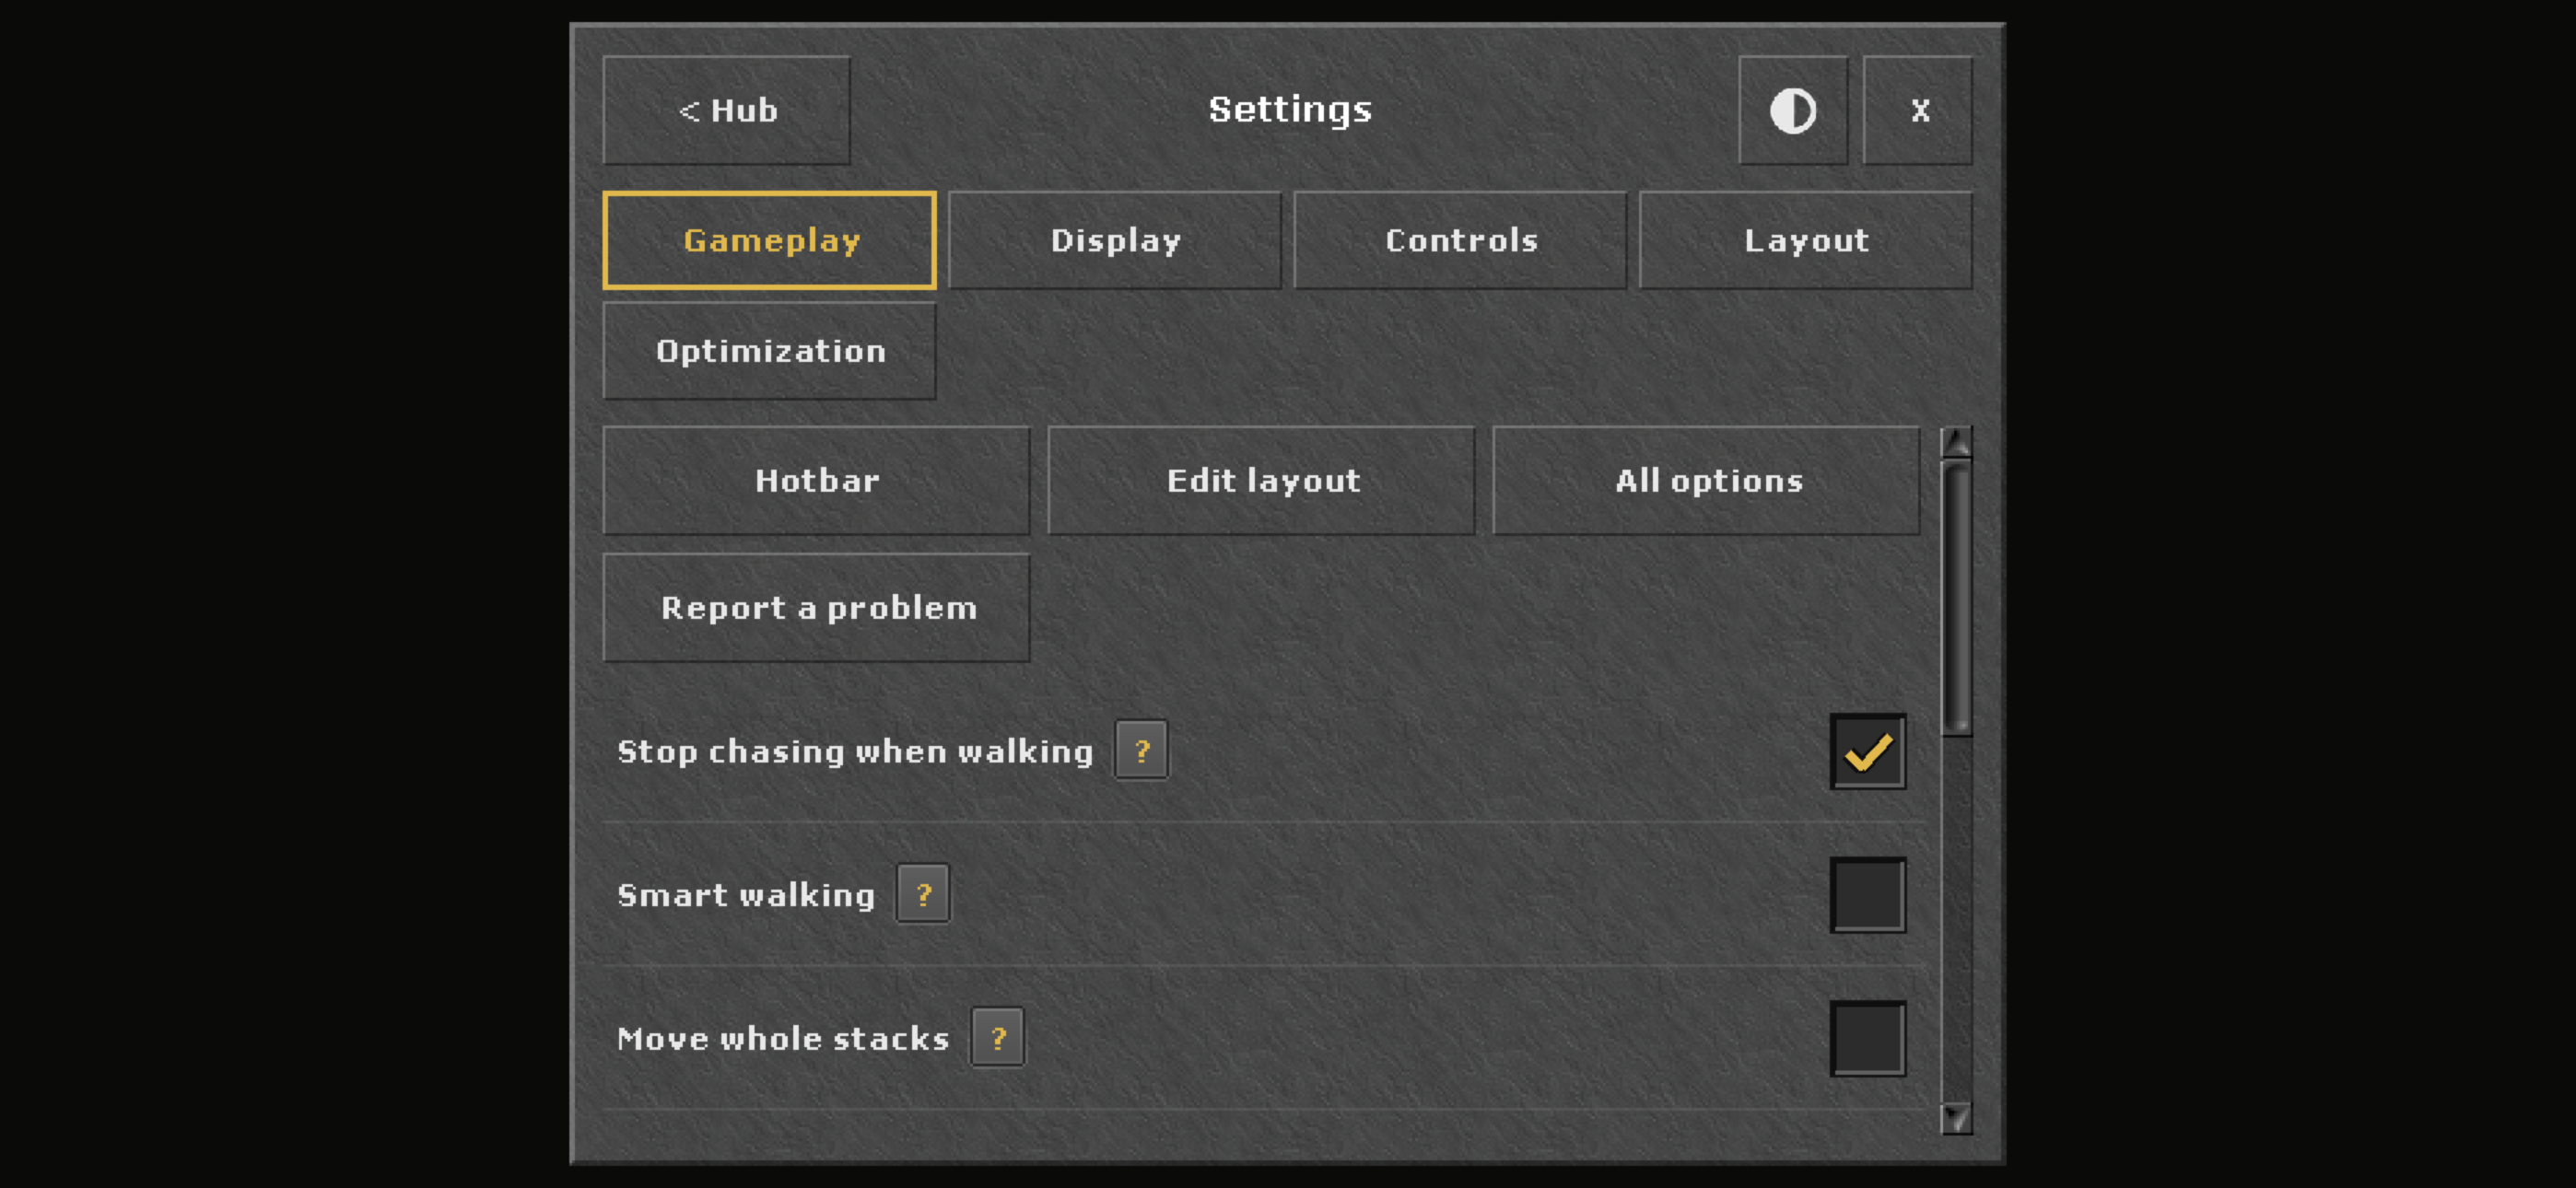 < Hub
Settings
X
Gameplay
Display
Controls
Layout
Optimization
Hotbar
Edit layout
All options
Report a problem
Stop chasing when walking ?
Smart walking ?
Move whole stacks ?